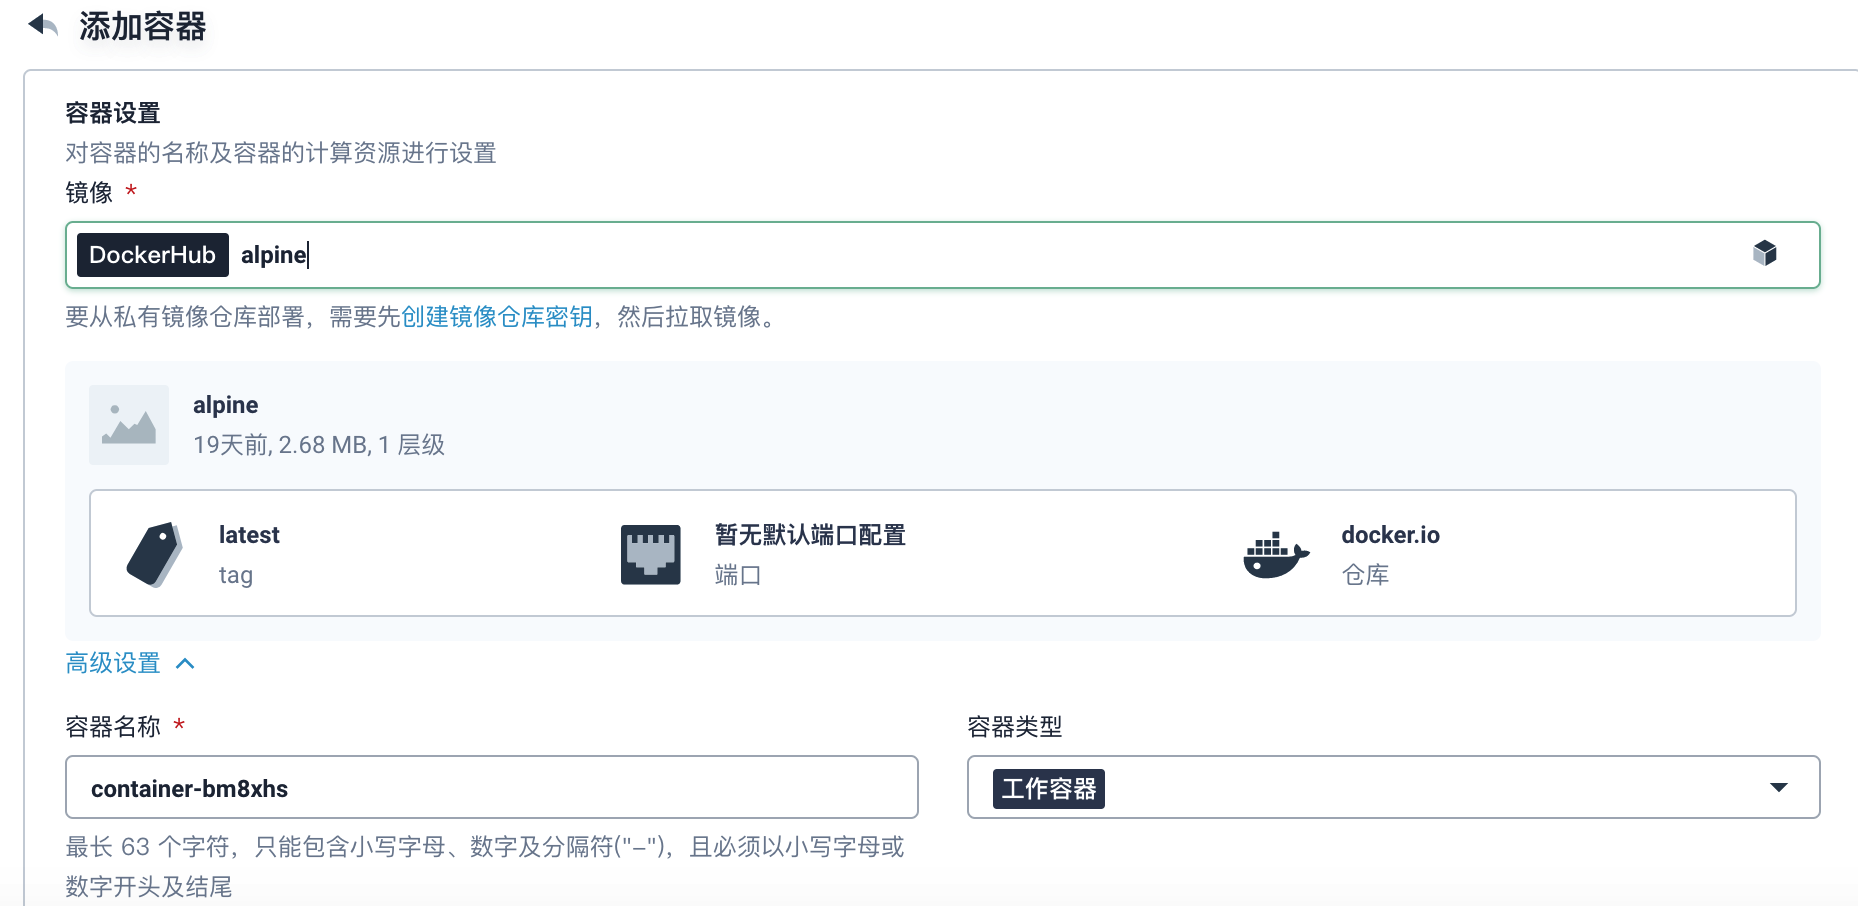 添加容器
容器设置
对容器的名称及容器的计算资源进行设置
镜像 *
DockerHub alpine
要从私有镜像仓库部署，需要先创建镜像仓库密钥，然后拉取镜像。
alpine
19天前, 2.68 MB, 1 层级
latest
tag
暂无默认端口配置
端口
docker.io
仓库
高级设置
容器名称 *
container-bm8xhs
最长 63 个字符，只能包含小写字母、数字及分隔符("-")，且必须以小写字母或
数字开头及结尾
容器类型
工作容器